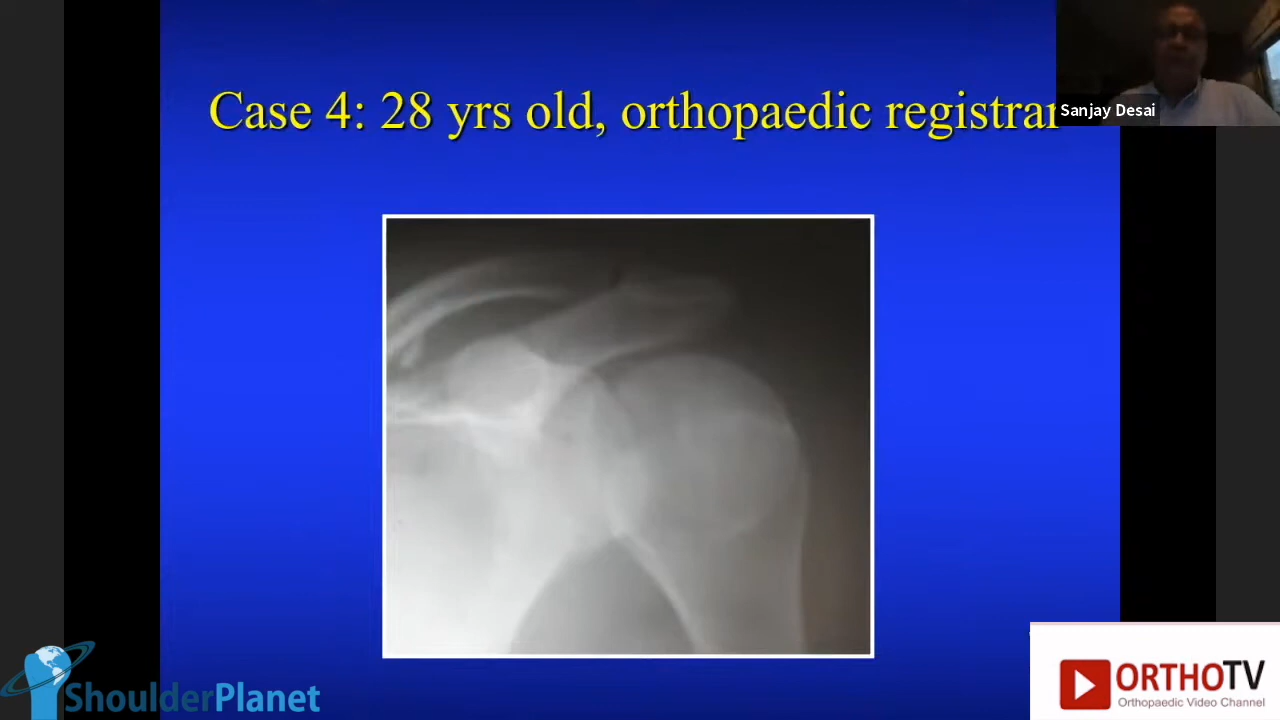 Case 4: 28 yrs old, orthopaedic registrar
Sanjay Desai
ShoulderPlanet
ORTHOTV
Orthopaedic Video Channel